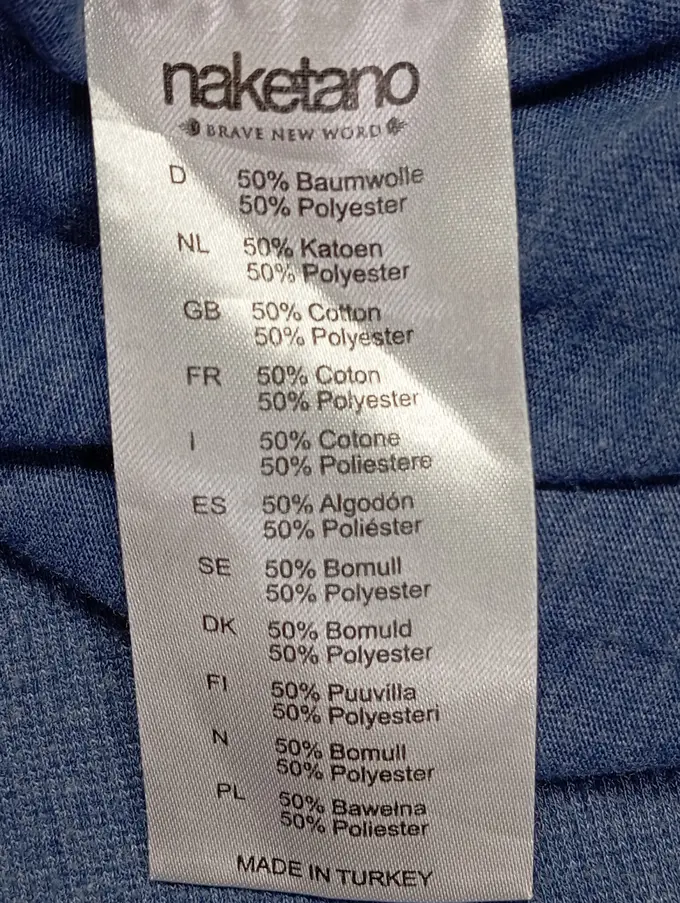 naketano
BRAVE NEW WORD
D 50% Baumwolle
50% Polyester
NL 50% Katoen
50% Polyester
GB 50% Cotton
50% Polyester
FR 50% Coton
50% Polyester
I 50% Cotone
50% Poliestere
ES 50% Algodón
50% Poliéster
SE 50% Bomull
50% Polyester
DK 50% Bomuld
50% Polyester
FI 50% Puuvilla
50% Polyesteri
N 50% Bomull
50% Polyester
PL 50% Bawełna
50% Poliester
MADE IN TURKEY